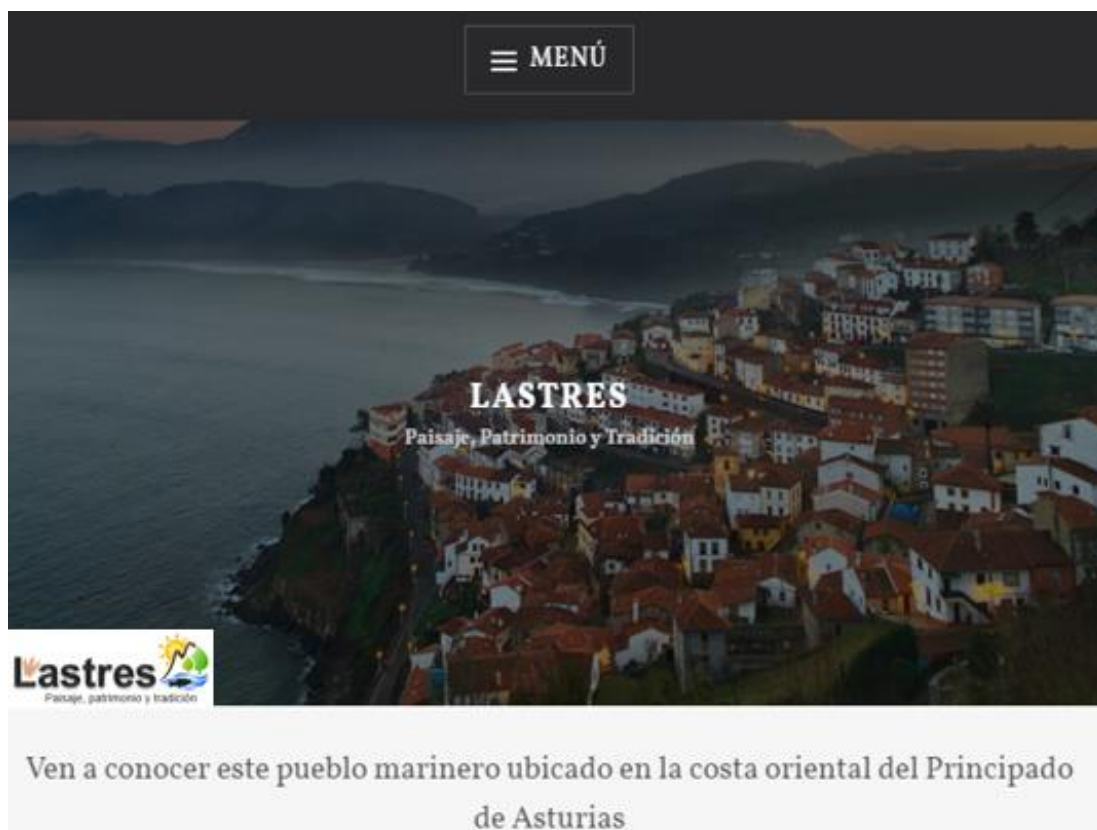 MENÚ
LASTRES
Paisaje, Patrimonio y Tradición
Lastres
Paisaje, patrimonio y tradición
Ven a conocer este pueblo marinero ubicado en la costa oriental del Principado
de Asturias